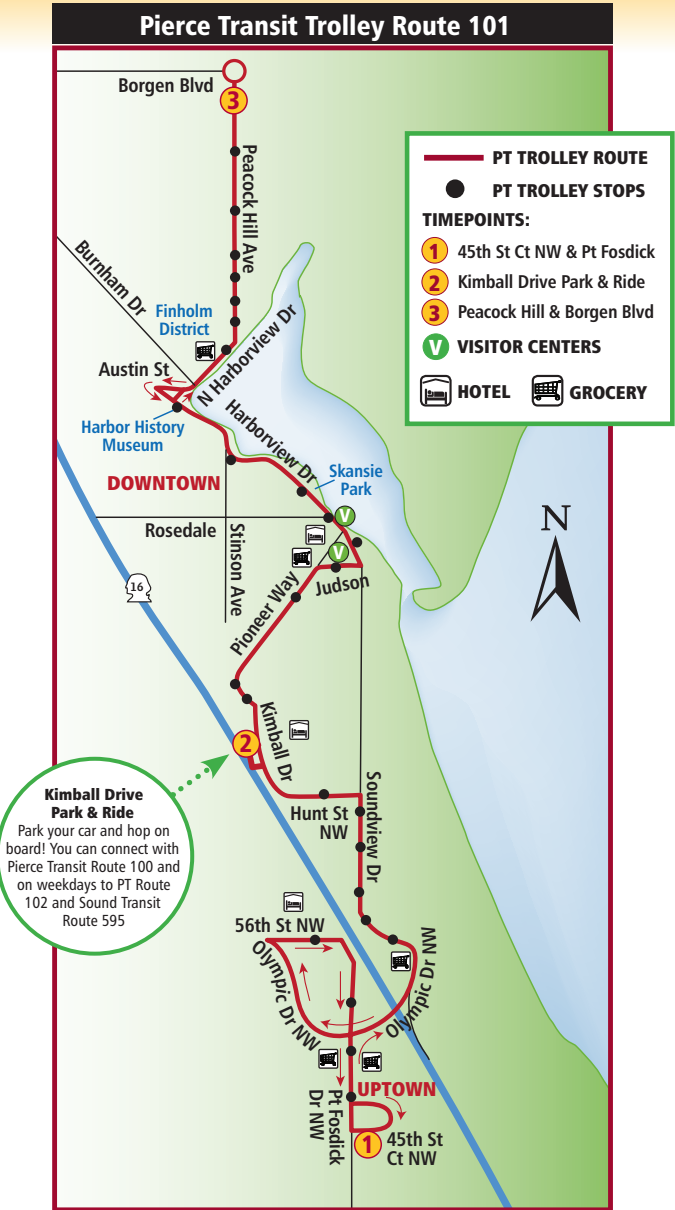 Pierce Transit Trolley Route 101
Borgen Blvd
3
Peacock Hill Ave
PT TROLLEY ROUTE
PT TROLLEY STOPS
TIMEPOINTS:
1 45th St Ct NW & Pt Fosdick
2 Kimball Drive Park & Ride
3 Peacock Hill & Borgen Blvd
V VISITOR CENTERS
HOTEL GROCERY
Burnham Dr
Finholm
District
N Harborview Dr
Austin St
Harbor History
Museum
Harborview Dr
DOWNTOWN
Skansie
Park
V
Rosedale
Stinson Ave
V
Judson
N
16
Pioneer Way
Kimball Dr
2
Kimball Drive
Park & Ride
Park your car and hop on
board! You can connect with
Pierce Transit Route 100 and
on weekdays to PT Route
102 and Sound Transit
Route 595
Hunt St
NW
Soundview Dr
56th St NW
Olympic Dr NW
Olympic Dr NW
UPTOWN
Pt Fosdick
Dr NW
1
45th St
Ct NW